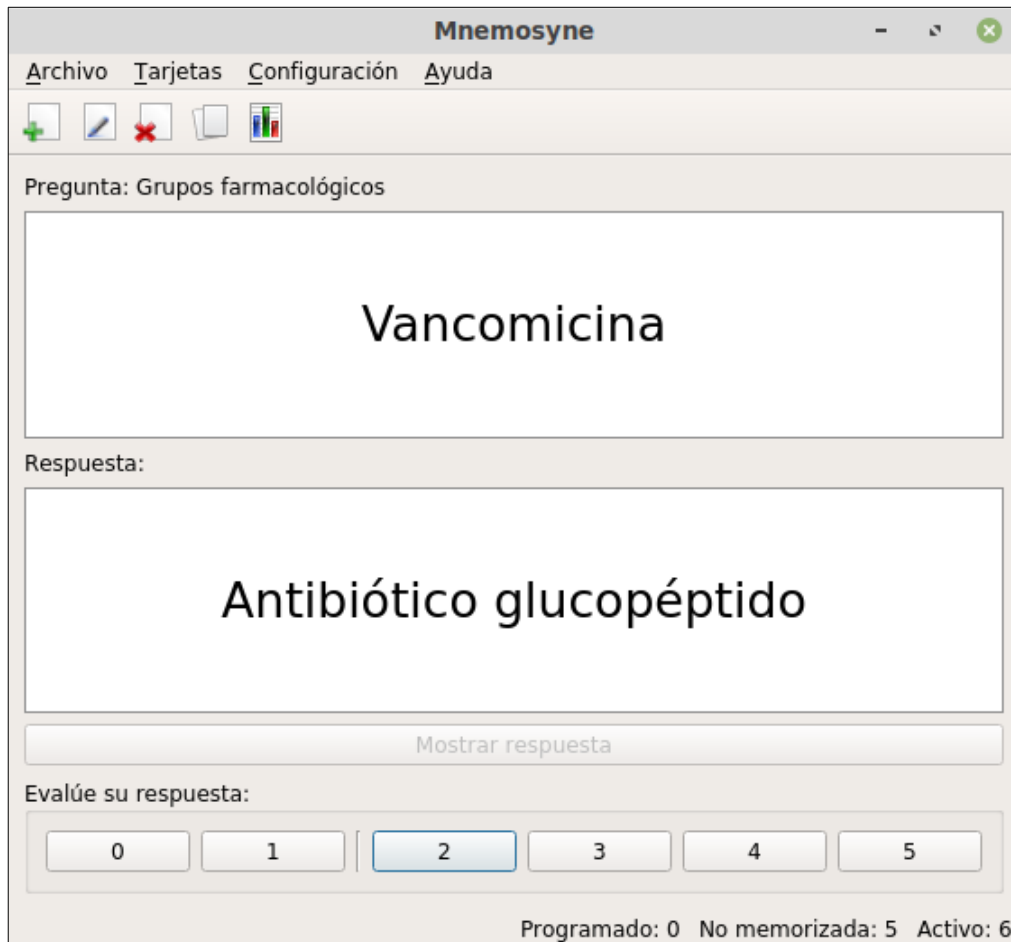 Mnemosyne
Archivo Tarjetas Configuración Ayuda
Pregunta: Grupos farmacológicos
Vancomicina
Respuesta:
Antibiótico glucopéptido
Mostrar respuesta
Evalúe su respuesta:
0 1 2 3 4 5
Programado: 0 No memorizada: 5 Activo: 6